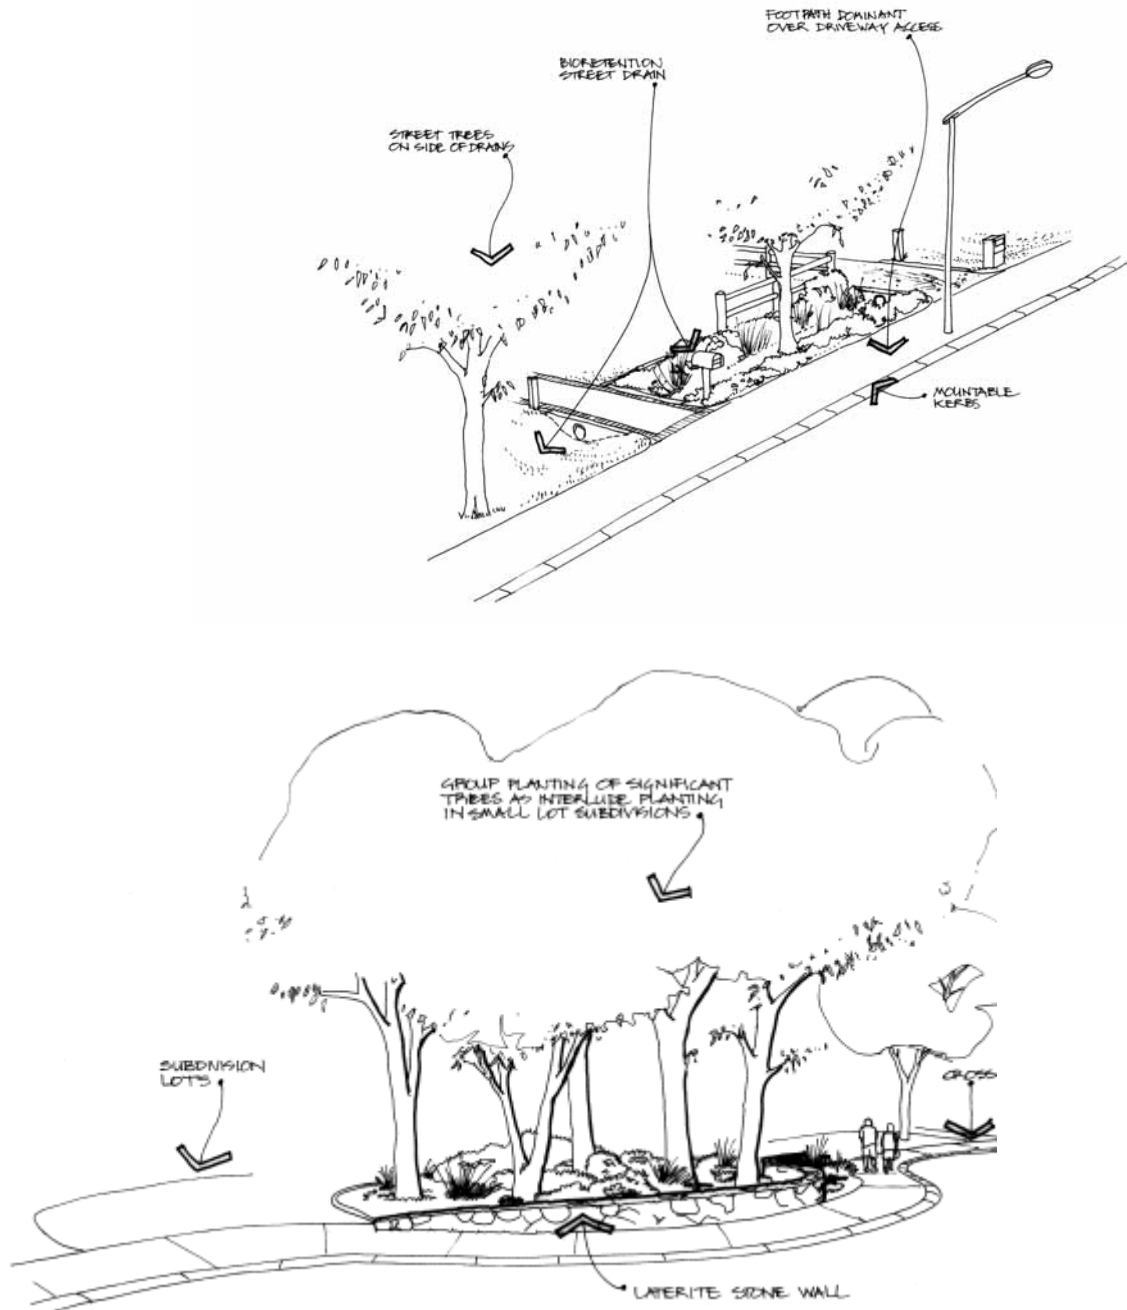 FOOTPATH DOMINANT
OVER DRIVEWAY ACCESS
BIORETENTION
STREET DRAIN
STREET TREES
ON SIDE OF DRAINS
MOUNTABLE
KERBS
GROUP PLANTING OF SIGNIFICANT
TREES AS INTERLUDE PLANTING
IN SMALL LOT SUBDIVISIONS
SUBDIVISION
LOTS
CROSS
LATERITE STONE WALL